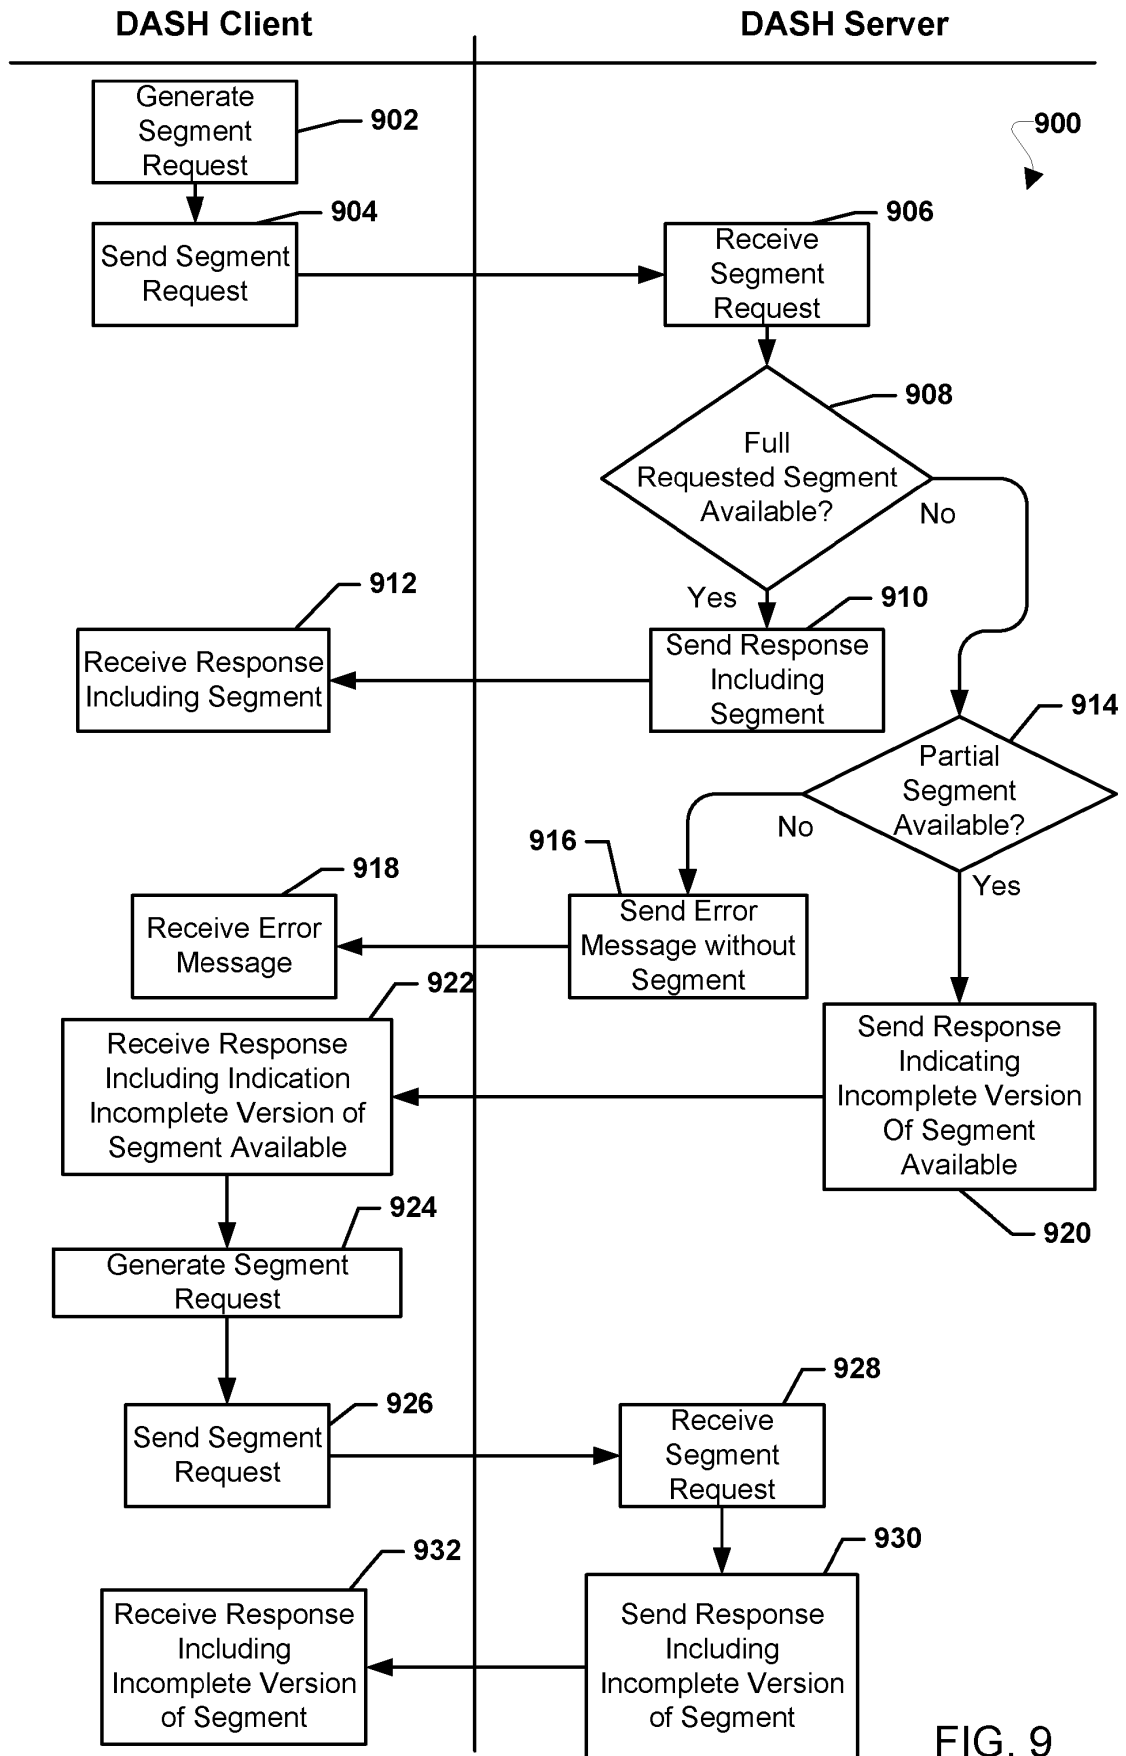 DASH Client
DASH Server
Generate
Segment
Request
902
900
904
Send Segment
Request
906
Receive
Segment
Request
908
Full
Requested Segment
Available?
No
Yes
912
Receive Response
Including Segment
910
Send Response
Including
Segment
914
Partial
Segment
Available?
No
Yes
916
Send Error
Message without
Segment
918
Receive Error
Message
922
Receive Response
Including Indication
Incomplete Version of
Segment Available
Send Response
Indicating
Incomplete Version
Of Segment
Available
920
924
Generate Segment
Request
926
Send Segment
Request
928
Receive
Segment
Request
932
Receive Response
Including
Incomplete Version
of Segment
930
Send Response
Including
Incomplete Version
of Segment
FIG. 9